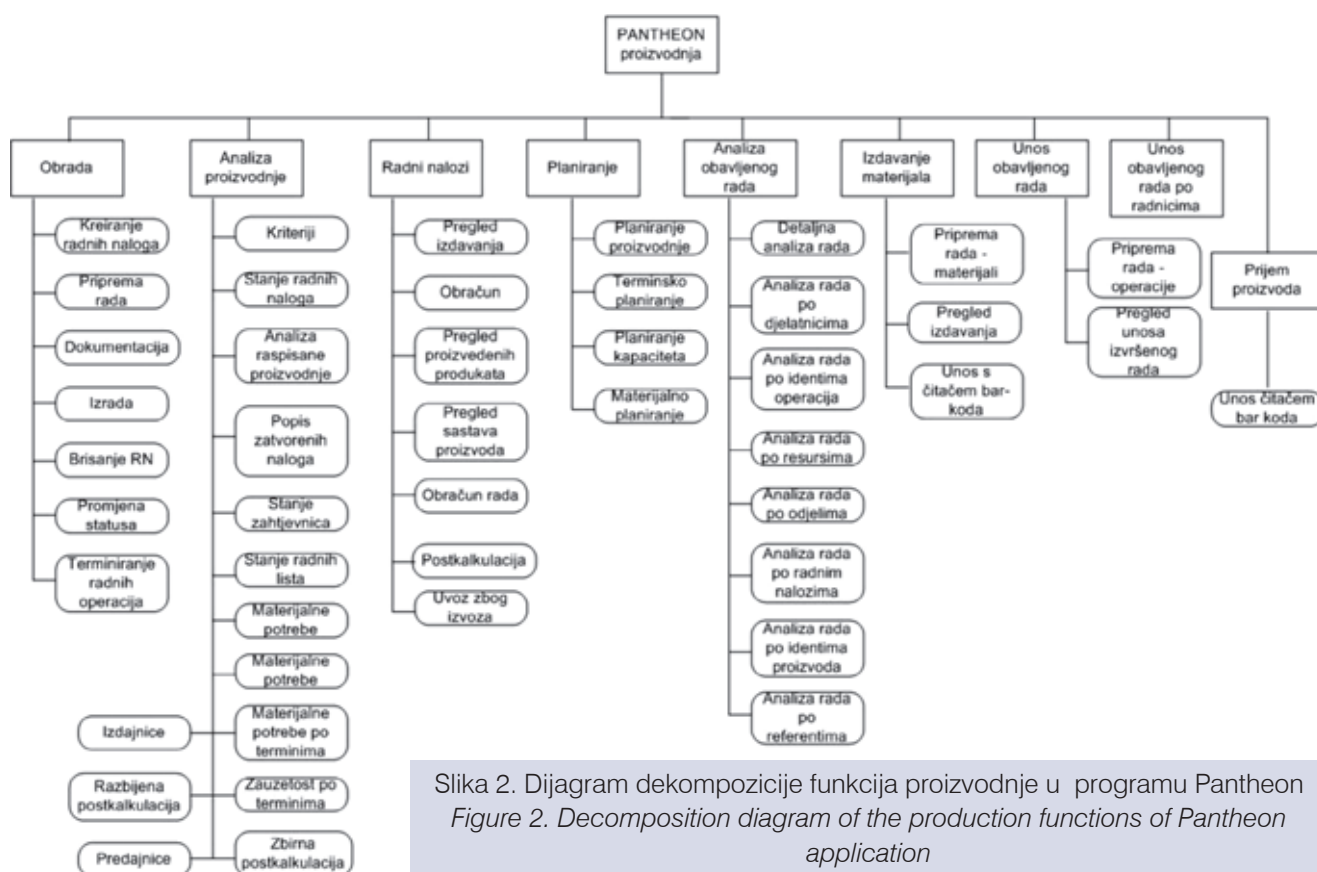 PANTHEON
proizvodnja
Obrada
Kreiranje
radnih naloga
Priprema
rada
Dokumentacija
Izrada
Brisanje RN
Promjena
statusa
Terminiranje
radnih
operacija
Analiza
proizvodnje
Kriteriji
Stanje radnih
naloga
Analiza
raspisane
proizvodnje
Popis
zatvorenih
naloga
Stanje
zahtjevnica
Stanje radnih
lista
Materijalne
potrebe
Materijalne
potrebe
Izdajnice
Materijalne
potrebe po
terminima
Razbijena
postkalkulacija
Zauzetost po
terminima
Predajnice
Zbirna
postkalkulacija
Radni nalozi
Pregled
izdavanja
Obračun
Pregled
proizvedenih
produkata
Pregled
sastava
proizvoda
Obračun rada
Postkalkulacija
Uvoz zbog
izvoza
Planiranje
Planiranje
proizvodnje
Terminsko
planiranje
Planiranje
kapaciteta
Materijalno
planiranje
Analiza
obavljenog
rada
Detaljna
analiza rada
Analiza rada
po
djelatnicima
Analiza rada
po identima
operacija
Analiza rada
po resursima
Analiza rada
po odjelima
Analiza rada
po radnim
nalozima
Analiza rada
po identima
proizvoda
Analiza rada
po
referentima
Izdavanje
materijala
Priprema
rada -
materijali
Pregled
izdavanja
Unos s
čitačem bar-
koda
Unos
obavljenog
rada
Priprema
rada -
operacije
Pregled
unosa
izvršenog
rada
Unos
obavljenog
rada po
radnicima
Prijem
proizvoda
Unos čitačem
bar koda
Slika 2. Dijagram dekompozicije funkcija proizvodnje u programu Pantheon
Figure 2. Decomposition diagram of the production functions of Pantheon
application